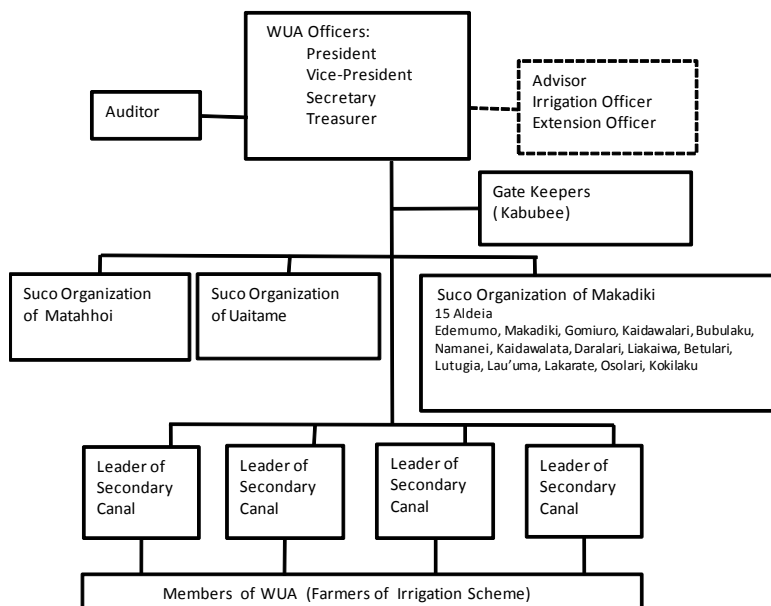 WUA Officers:
President
Vice-President
Secretary
Treasurer
Auditor
Advisor
Irrigation Officer
Extension Officer
Gate Keepers
( Kabubee)
Suco Organization
of Matahhoi
Suco Organization
of Uaitame
Suco Organization of Makadiki
15 Aldeia
Edemumo, Makadiki, Gomiuro, Kaidawalari, Bubulaku,
Namanei, Kaidawalata, Daralari, Liakaiwa, Betulari,
Lutugia, Lau’uma, Lakarate, Osolari, Kokilaku
Leader of
Secondary
Canal
Leader of
Secondary
Canal
Leader of
Secondary
Canal
Leader of
Secondary
Canal
Members of WUA (Farmers of Irrigation Scheme)